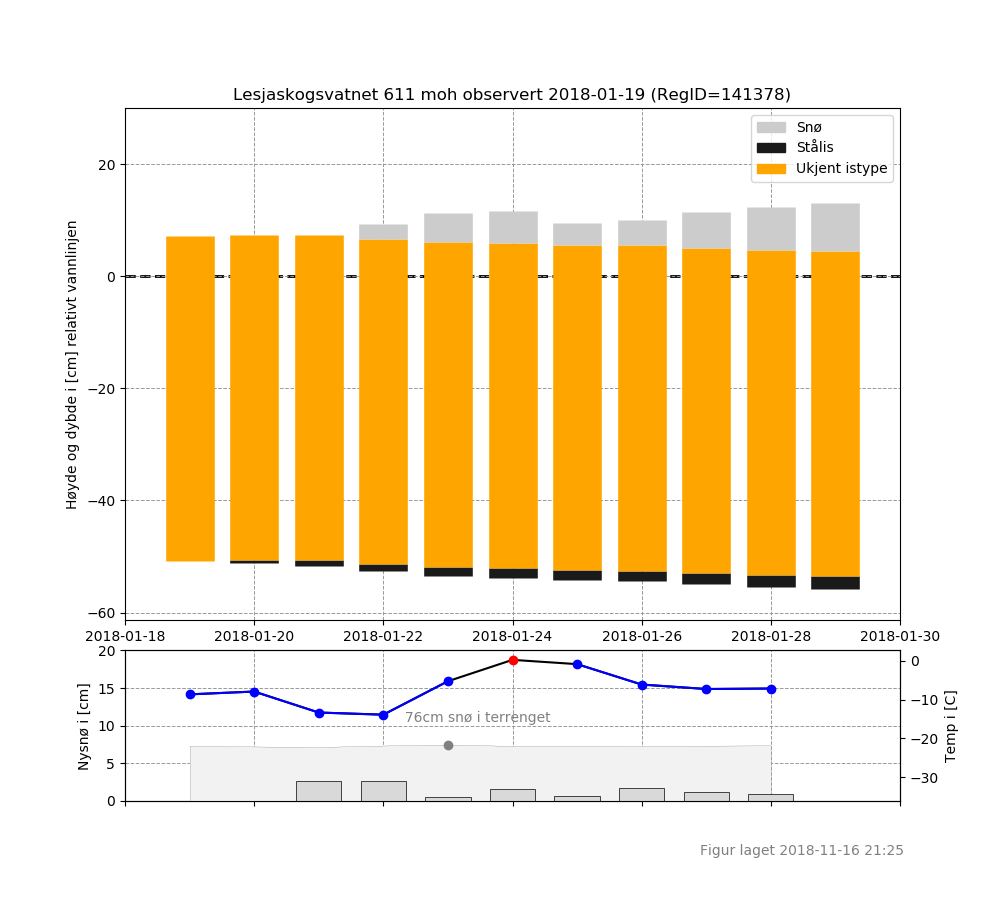 Lesjaskogsvatnet 611 moh observert 2018-01-19 (RegID=141378)
Snø
Stålis
Ukjent istype
Høyde og dybde i [cm] relativt vannlinjen
20
0
−20
−40
−60
2018-01-18 2018-01-20 2018-01-22 2018-01-24 2018-01-26 2018-01-28 2018-01-30
Nysnø i [cm]
20
15
10
5
0
76cm snø i terrenget
0
−10
−20
−30
Temp i [C]
Figur laget 2018-11-16 21:25